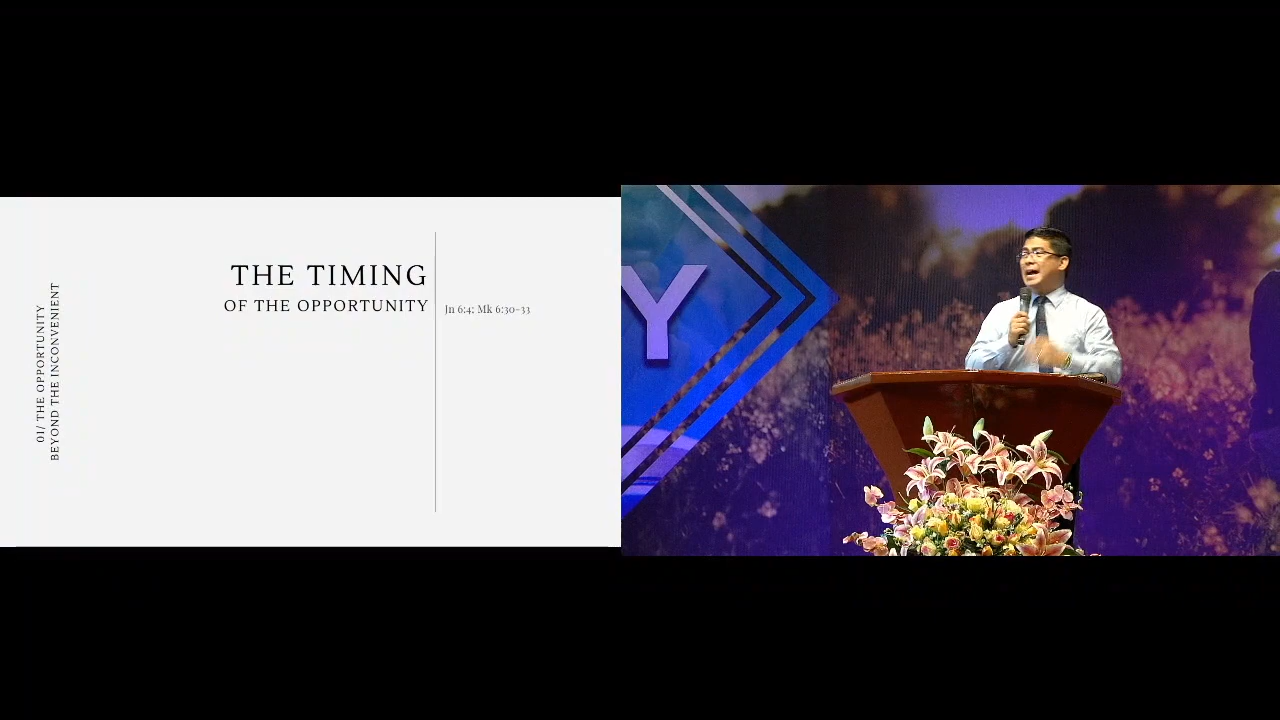 01/ THE OPPORTUNITY
BEYOND THE INCONVENIENT
THE TIMING
OF THE OPPORTUNITY
Jn 6:4; Mk 6:30-33
Y